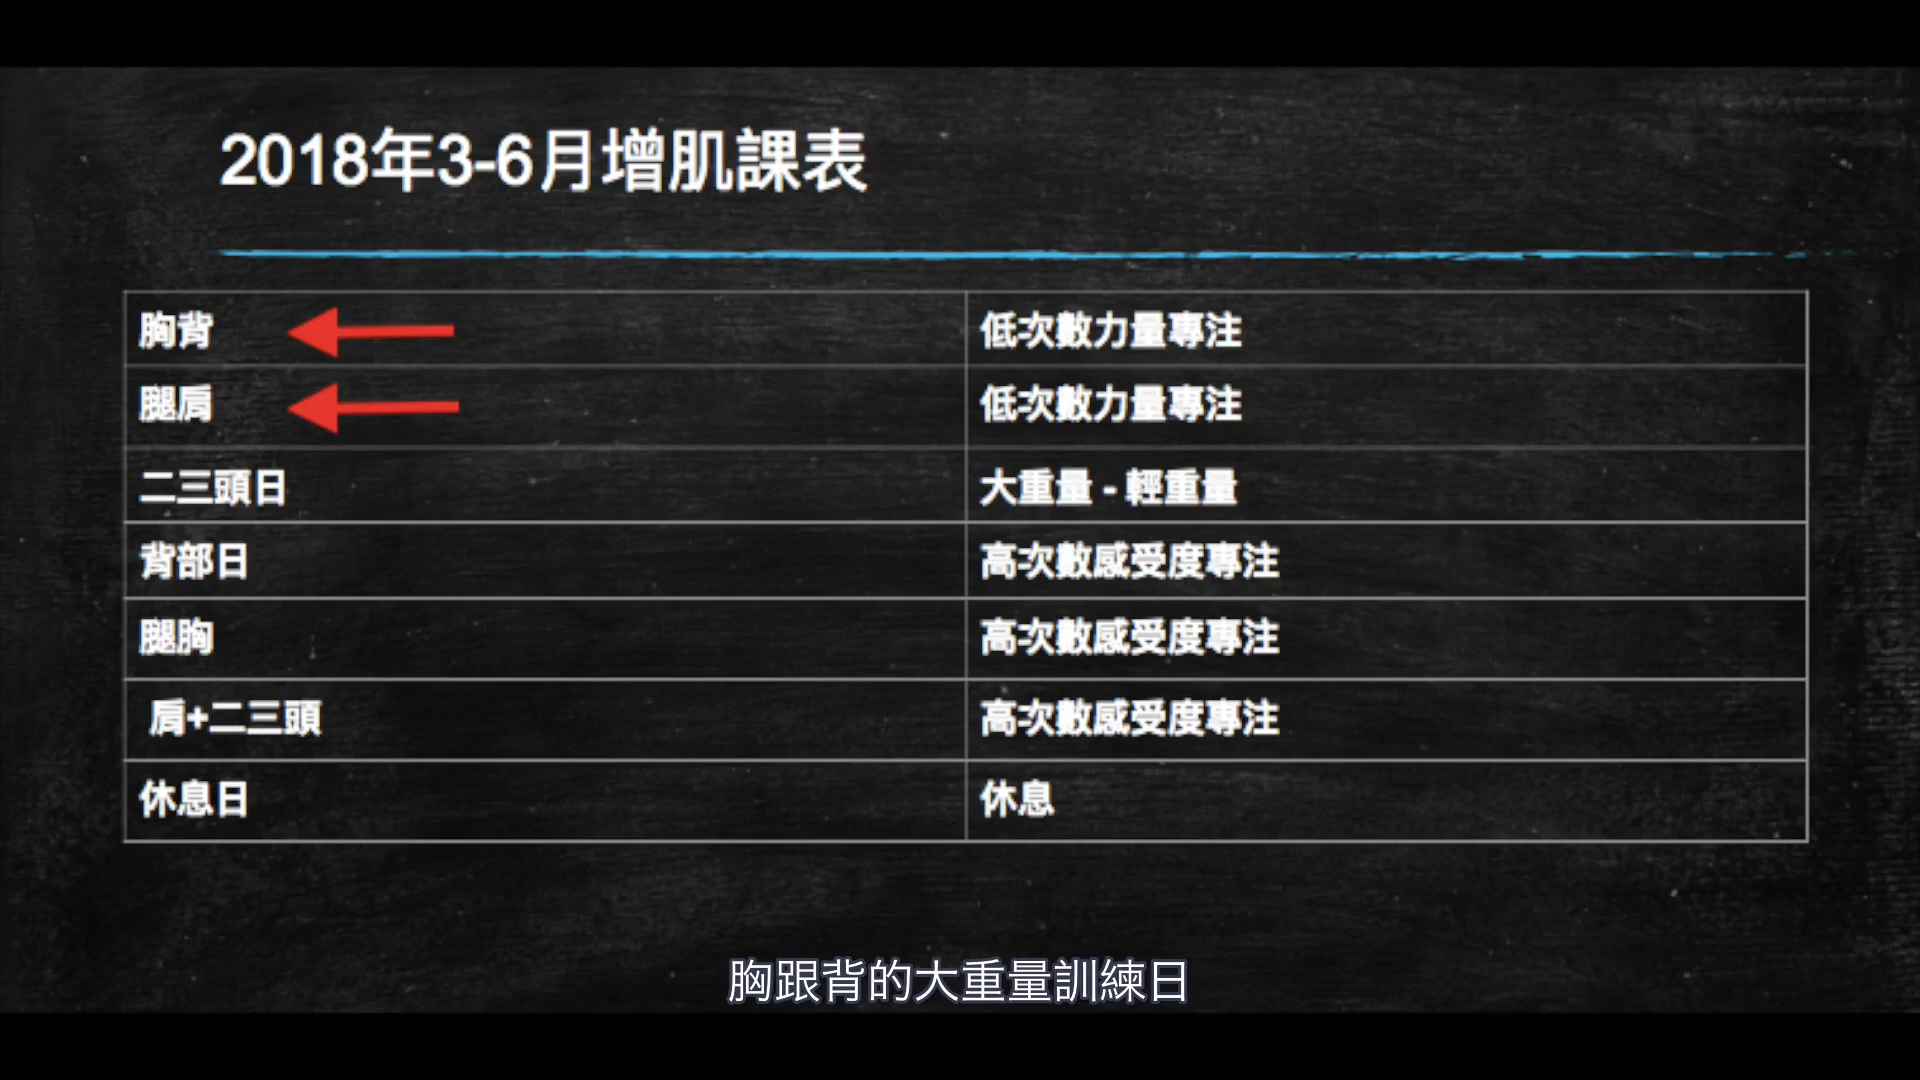 2018年3-6月增肌課表
胸背 低次數力量專注
腿肩 低次數力量專注
二三頭日 大重量 - 輕重量
背部日 高次數感受度專注
腿胸 高次數感受度專注
肩+二三頭 高次數感受度專注
休息日 休息
胸跟背的大重量訓練日